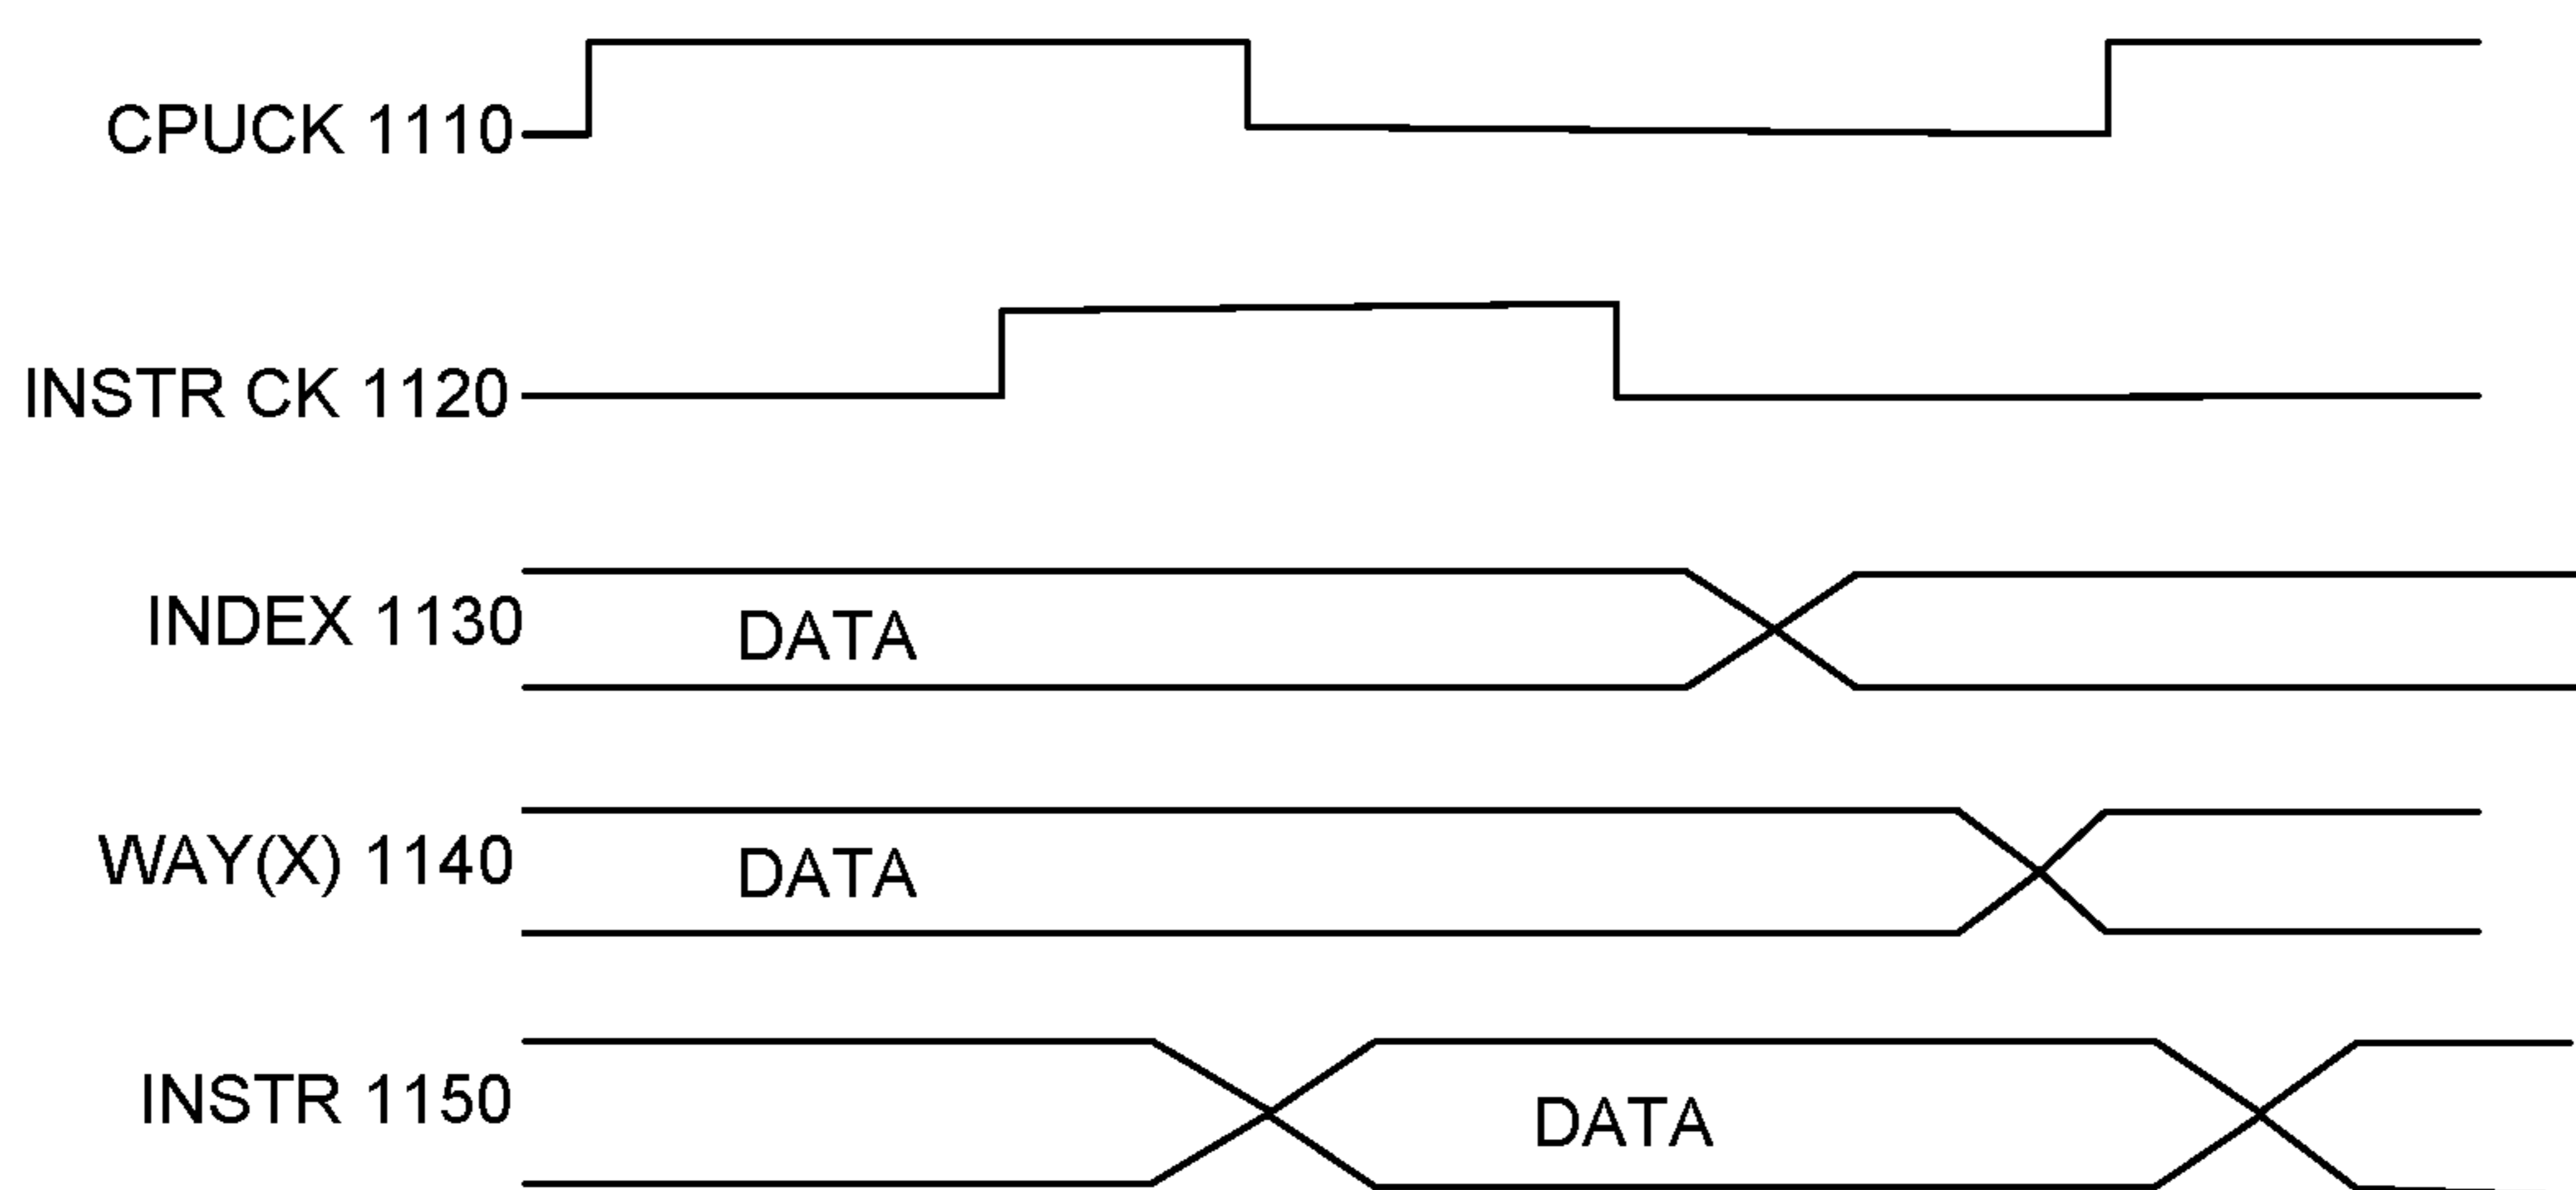 CPUCK 1110
INSTR CK 1120
INDEX 1130 DATA
WAY(X) 1140 DATA
INSTR 1150 DATA